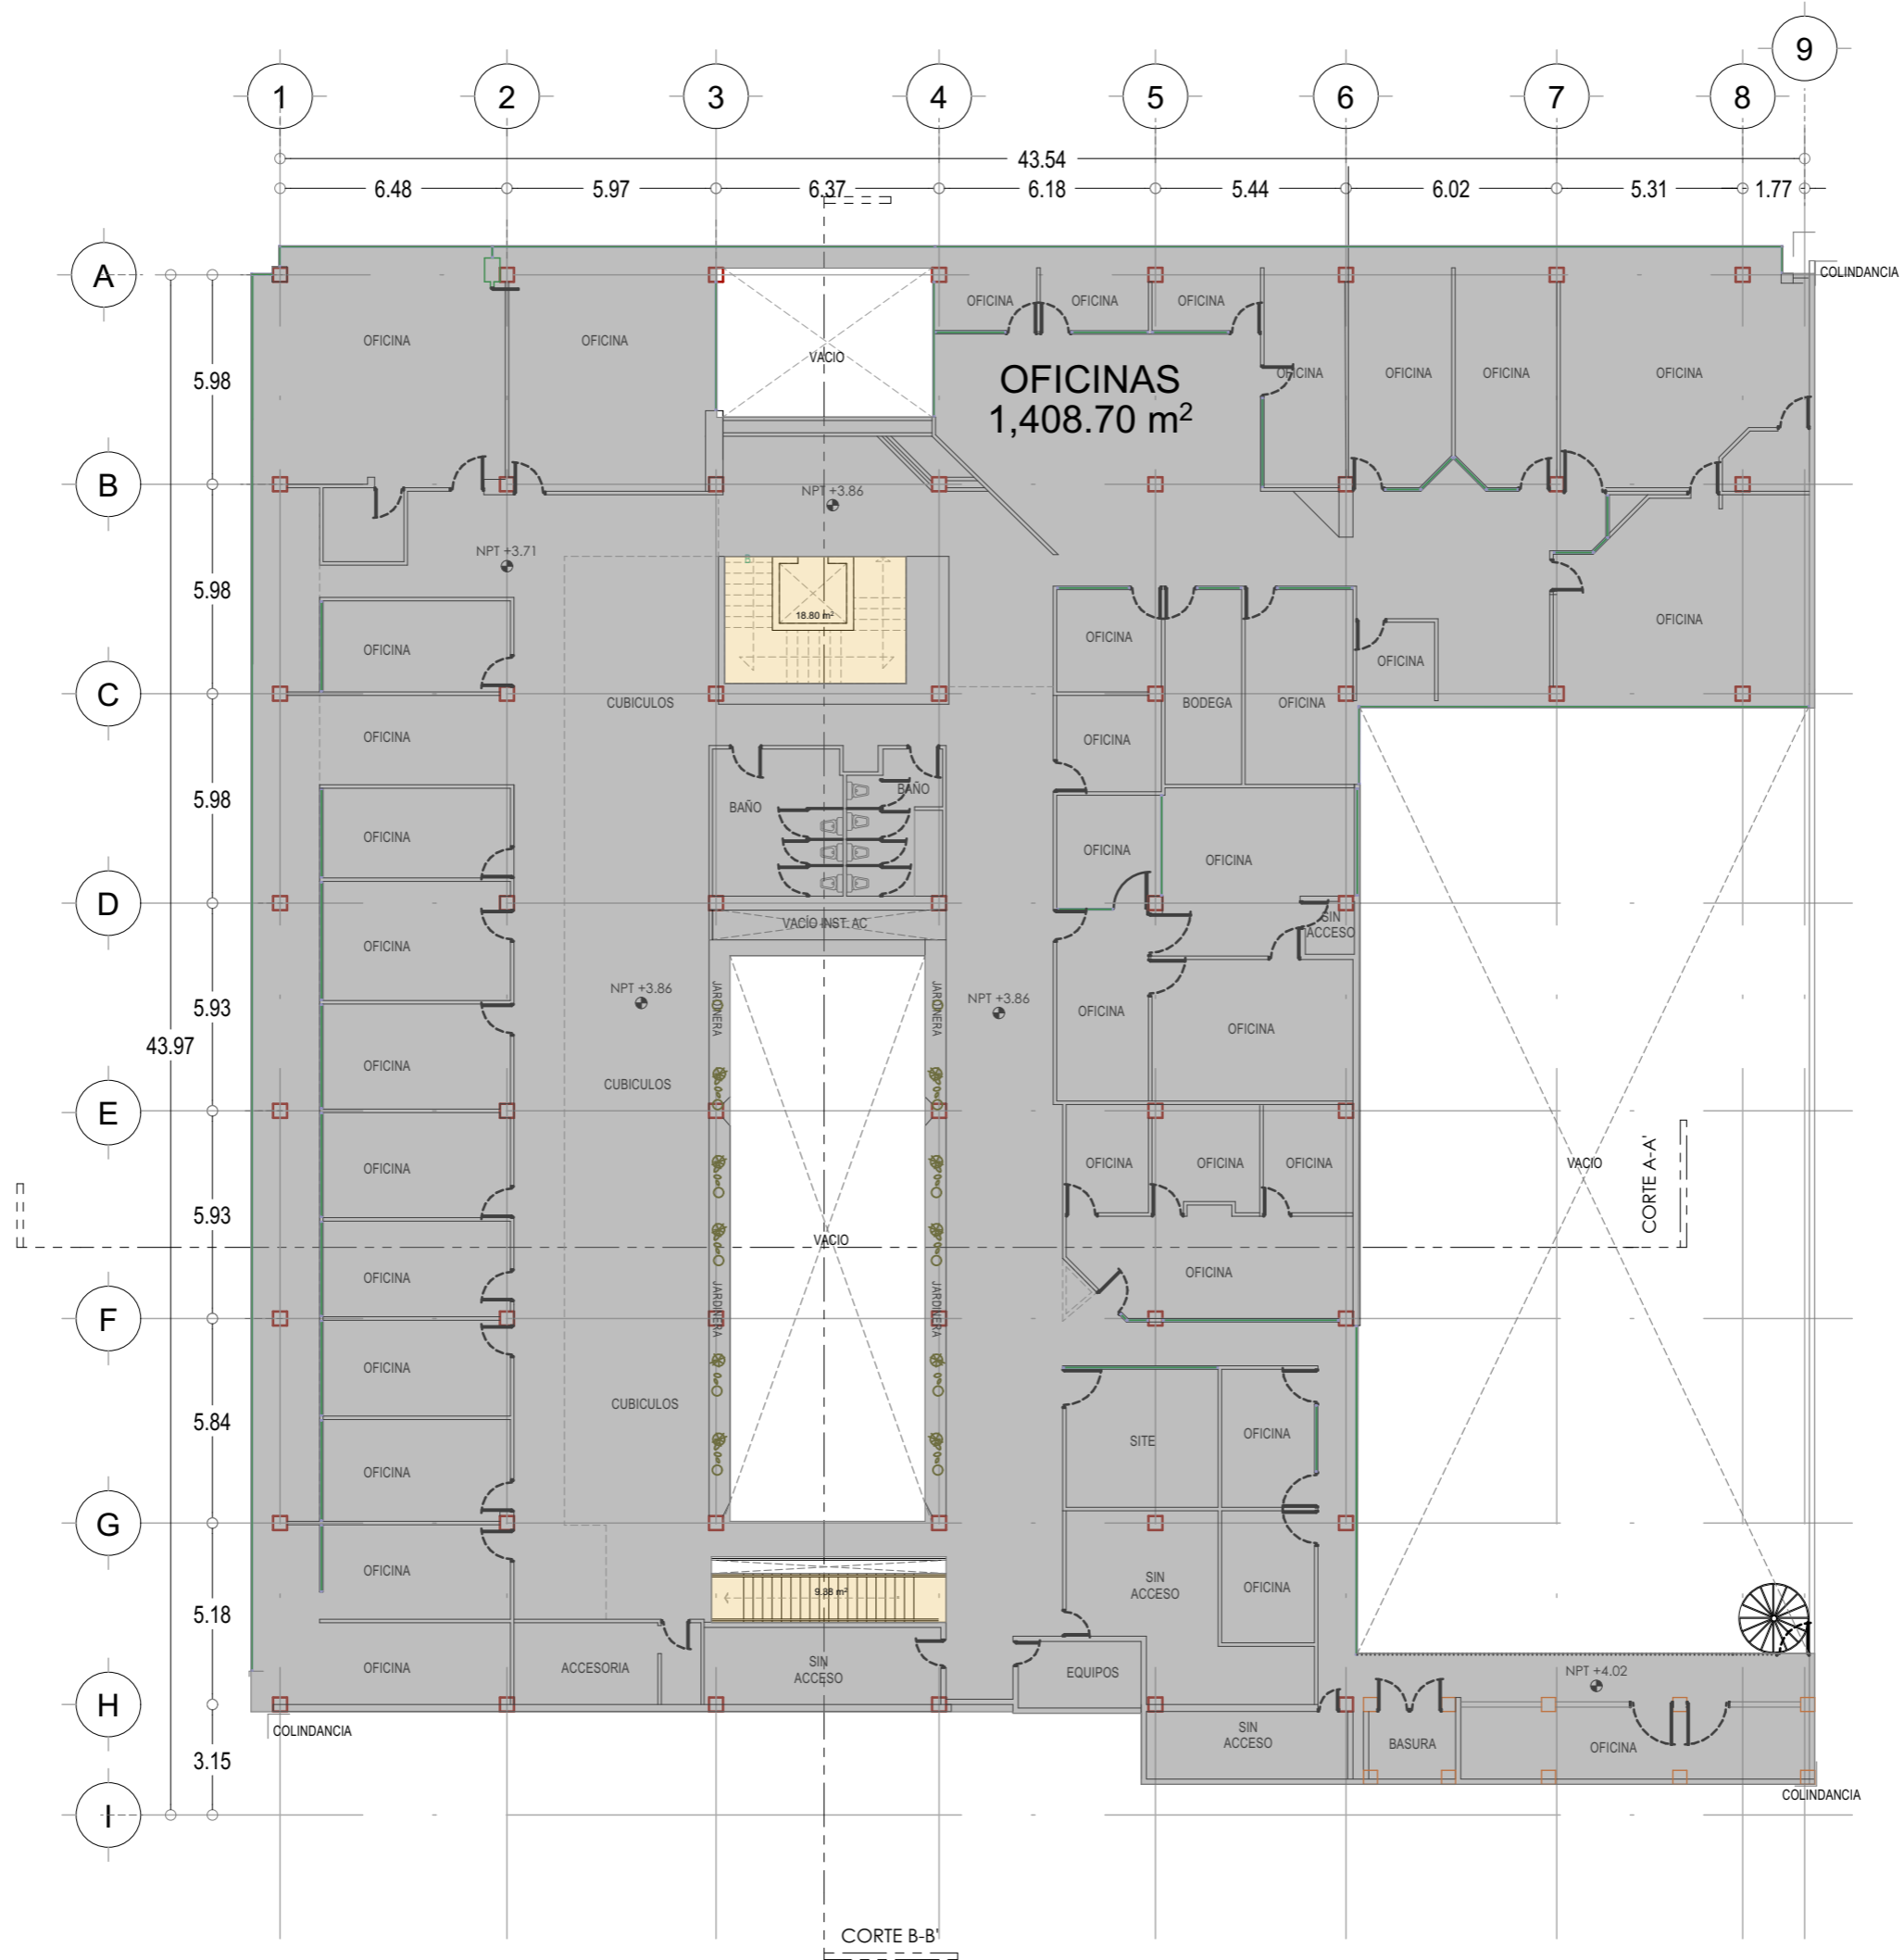 9
1 2 3 4 5 6 7 8
43.54
6.48 5.97 6.37 6.18 5.44 6.02 5.31 1.77
A
COLINDANCIA
OFICINA OFICINA OFICINA
OFICINA OFICINA
VACIO
OFICINAS
1,408.70 m²
OFICINA OFICINA OFICINA OFICINA
5.98
B
NPT +3.86
NPT +3.71
5.98
18.80 m²
OFICINA OFICINA OFICINA OFICINA
C
CUBICULOS BODEGA OFICINA
OFICINA OFICINA
5.98
BAÑO BAÑO
OFICINA OFICINA OFICINA
D
VACÍO INST. AC
SIN
ACCESO
OFICINA
JARDINERA JARDINERA
NPT +3.86 NPT +3.86
5.93
OFICINA OFICINA
43.97
OFICINA CUBICULOS
E
OFICINA OFICINA OFICINA OFICINA
VACIO
CORTE A-A'
5.93
VACIO
OFICINA OFICINA
F
JARDINERA JARDINERA
OFICINA
CUBICULOS
5.84
SITE OFICINA
OFICINA
G
OFICINA
9.88 m²
SIN
ACCESO
OFICINA
5.18
OFICINA ACCESORIA
SIN
ACCESO
EQUIPOS
NPT +4.02
H
COLINDANCIA
SIN
ACCESO
BASURA OFICINA
3.15
COLINDANCIA
I
CORTE B-B'